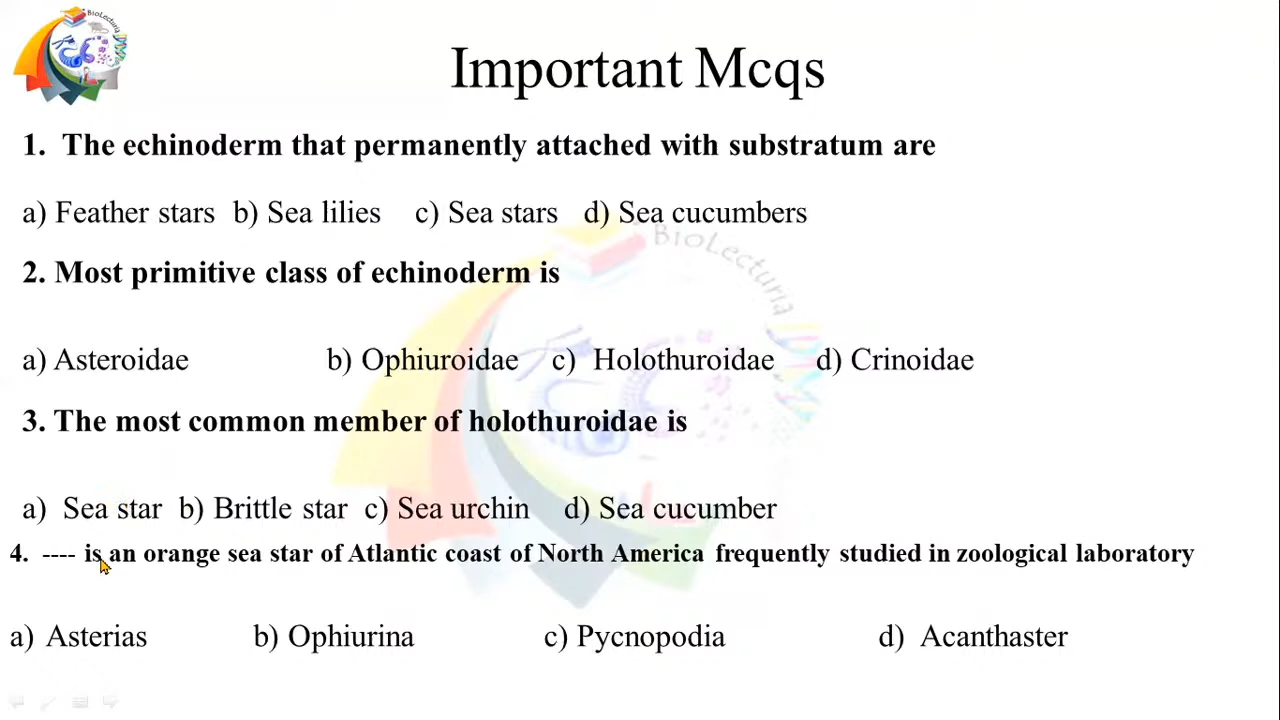 BioLecturia
Important Mcqs
1. The echinoderm that permanently attached with substratum are
a) Feather stars b) Sea lilies c) Sea stars d) Sea cucumbers
BioLecturia
2. Most primitive class of echinoderm is
a) Asteroidae b) Ophiuroidae c) Holothuroidae d) Crinoidae
3. The most common member of holothuroidae is
a) Sea star b) Brittle star c) Sea urchin d) Sea cucumber
4. ---- is an orange sea star of Atlantic coast of North America frequently studied in zoological laboratory
a) Asterias b) Ophiurina c) Pycnopodia d) Acanthaster